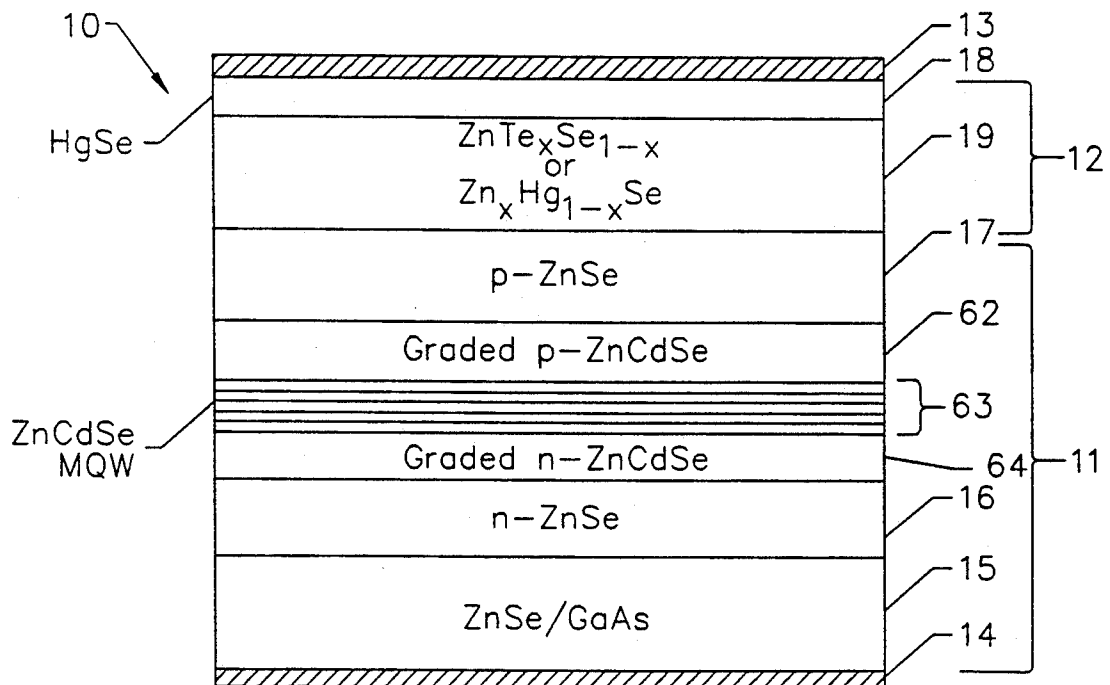 10
13
18
HgSe
ZnTexSe1-x
or
ZnxHg1-xSe
19
12
17
p-ZnSe
62
Graded p-ZnCdSe
63
ZnCdSe
MQW
Graded n-ZnCdSe
64
11
n-ZnSe
16
15
ZnSe/GaAs
14